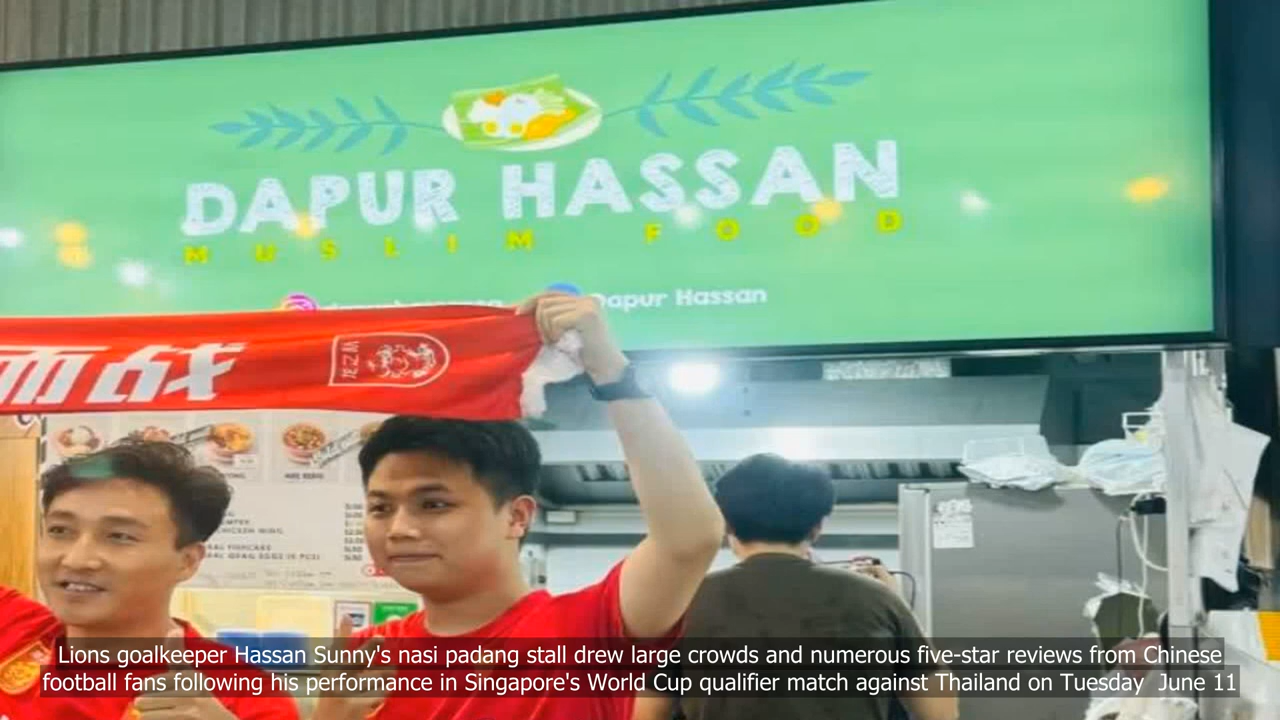 DAPUR HASSAN
MUSLIM FOOD
Dapur Hassan
战
CHICKEN WING
Lions goalkeeper Hassan Sunny's nasi padang stall drew large crowds and numerous five-star reviews from Chinese
football fans following his performance in Singapore's World Cup qualifier match against Thailand on Tuesday  June 11